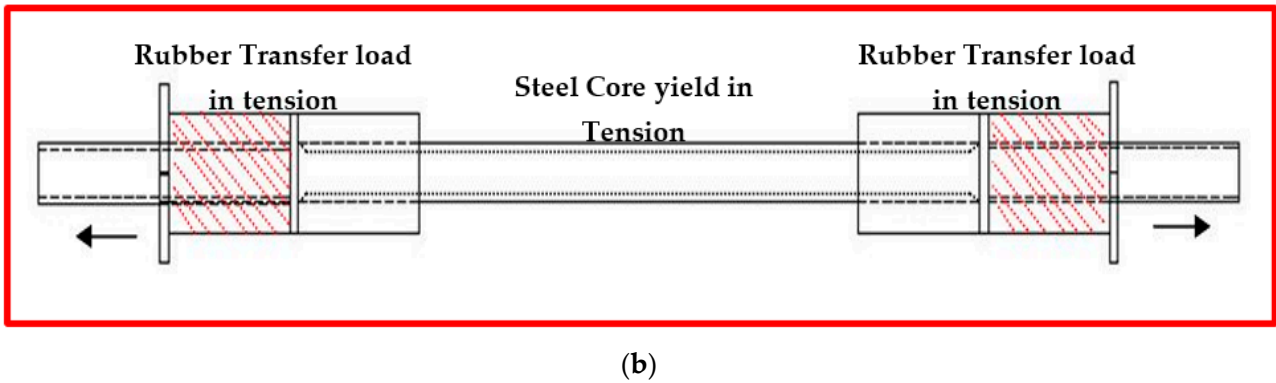 Rubber Transfer load
in tension
Steel Core yield in
Tension
Rubber Transfer load
in tension
(b)